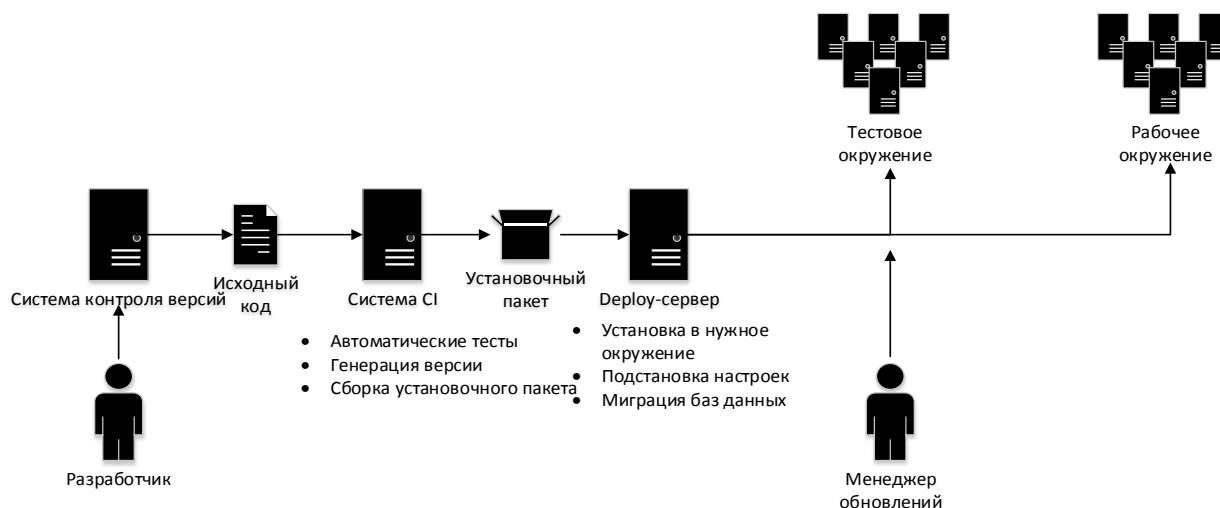 Тестовое
окружение
Рабочее
окружение
Система контроля версий
Исходный
код
Система CI
Установочный
пакет
Deploy-сервер
• Автоматические тесты
• Генерация версии
• Сборка установочного пакета
• Установка в нужное
окружение
• Подстановка настроек
• Миграция баз данных
Разработчик
Менеджер
обновлений